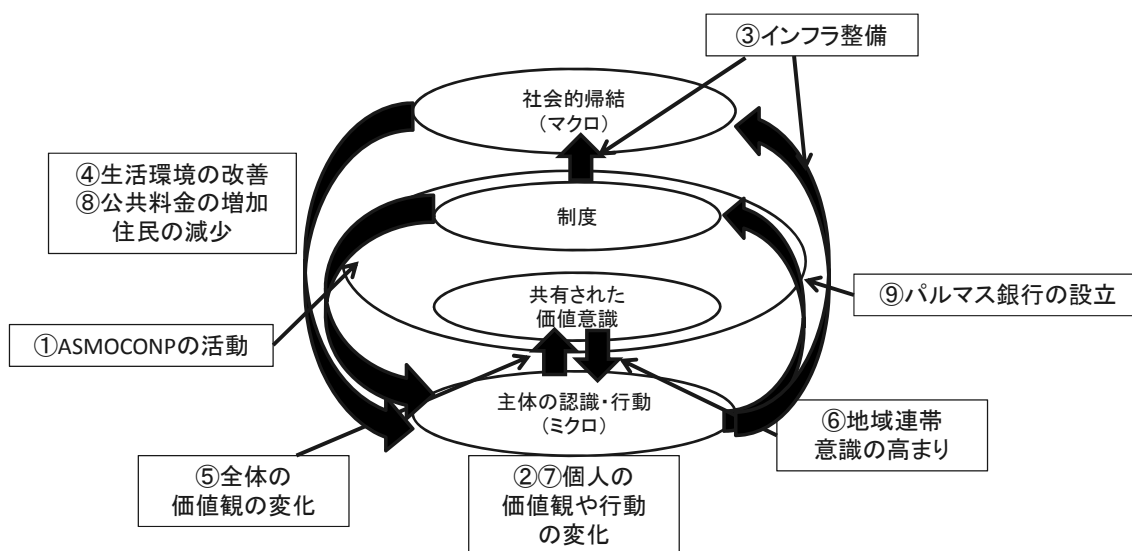 ③インフラ整備
社会的帰結
（マクロ）
④生活環境の改善
⑧公共料金の増加
住民の減少
制度
⑨パルマス銀行の設立
共有された
価値意識
①ASMOCONPの活動
主体の認識・行動
（ミクロ）
⑥地域連帯
意識の高まり
⑤全体の
価値観の変化
②⑦個人の
価値観や行動
の変化